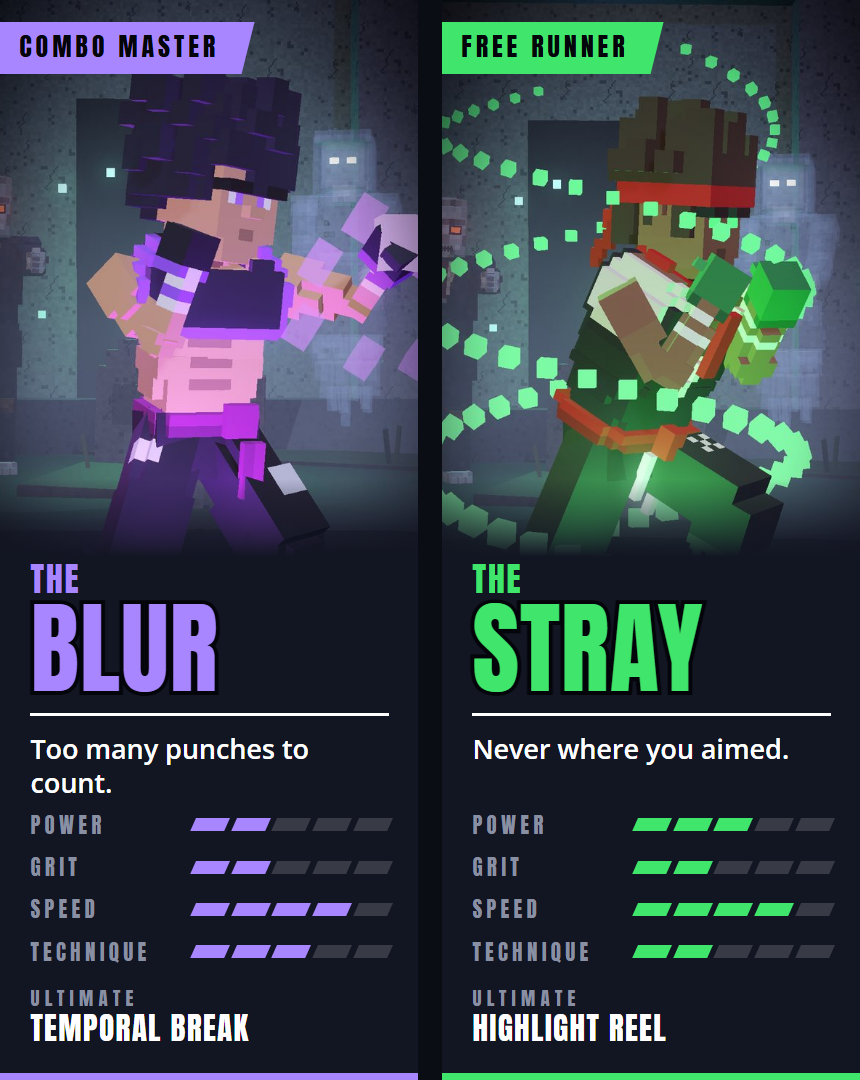 COMBO MASTER
THE
BLUR
Too many punches to
count.
POWER
GRIT
SPEED
TECHNIQUE
ULTIMATE
TEMPORAL BREAK
FREE RUNNER
THE
STRAY
Never where you aimed.
POWER
GRIT
SPEED
TECHNIQUE
ULTIMATE
HIGHLIGHT REEL